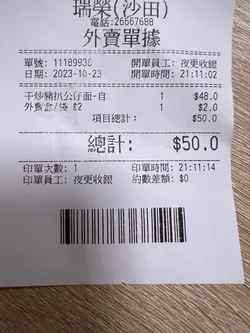 瑞榮(沙田)
電話:26567688
外賣單據
單號: 11189936 開單員工: 夜更收銀
日期: 2023-10-23 開單時間: 21:11:02
干炒豬扒公仔面-自 1 $48.0
外賣盒/袋 $2 1 $2.0
項目總計: $50.0
總計: $50.0
印單次數: 1 印單時間: 21:11:14
印單員工: 夜更收銀 約數差額: $0